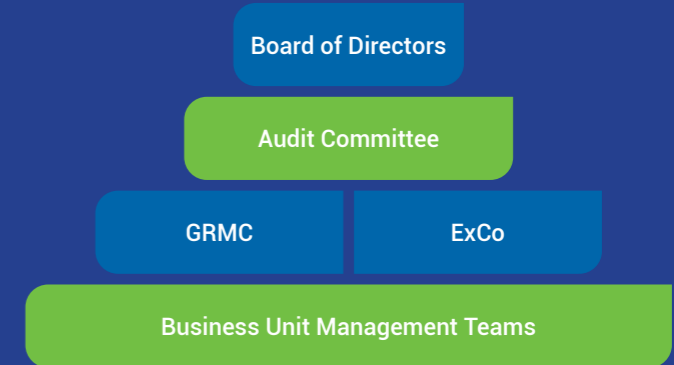 Board of Directors
Audit Committee
GRMC
ExCo
Business Unit Management Teams